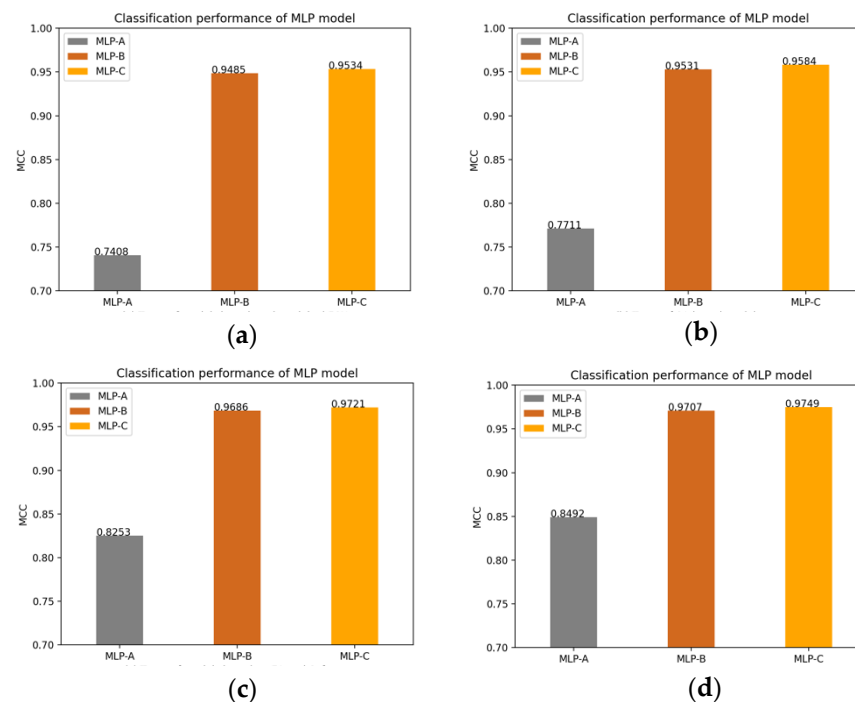 Classification performance of MLP model
1.00
0.95
0.90
0.85
0.80
0.75
0.70
MCC
MLP-A
MLP-B
MLP-C
0.7408
0.9485
0.9534
MLP-A
MLP-B
MLP-C
(a)
Classification performance of MLP model
1.00
0.95
0.90
0.85
0.80
0.75
0.70
MCC
MLP-A
MLP-B
MLP-C
0.7711
0.9531
0.9584
MLP-A
MLP-B
MLP-C
(b)
Classification performance of MLP model
1.00
0.95
0.90
0.85
0.80
0.75
0.70
MCC
MLP-A
MLP-B
MLP-C
0.8253
0.9686
0.9721
MLP-A
MLP-B
MLP-C
(c)
Classification performance of MLP model
1.00
0.95
0.90
0.85
0.80
0.75
0.70
MCC
MLP-A
MLP-B
MLP-C
0.8492
0.9707
0.9749
MLP-A
MLP-B
MLP-C
(d)